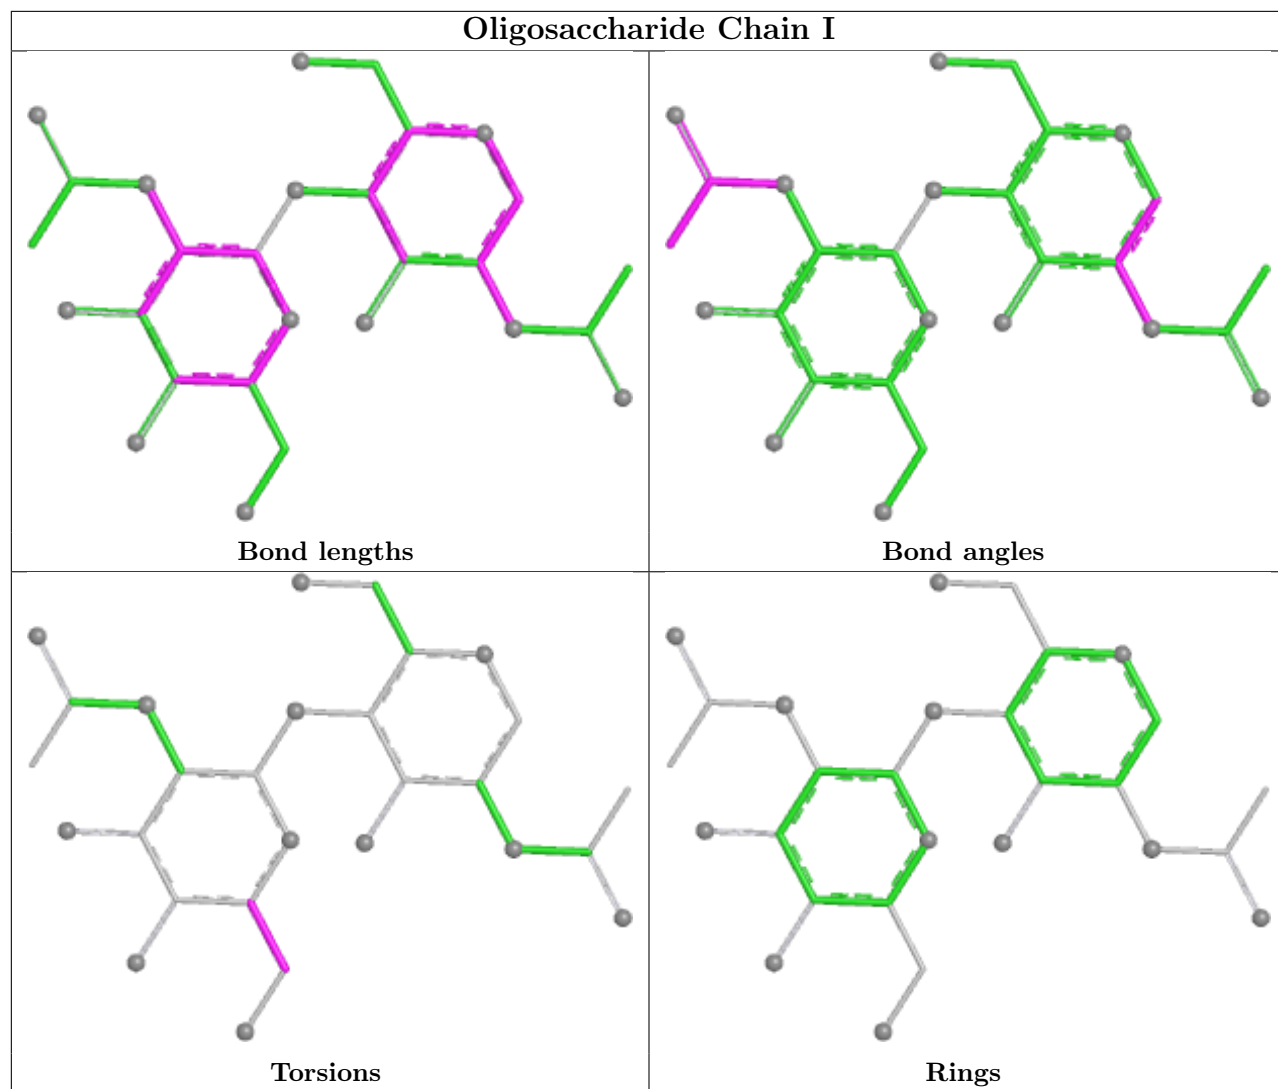 Oligosaccharide Chain I
Bond lengths
Bond angles
Torsions
Rings